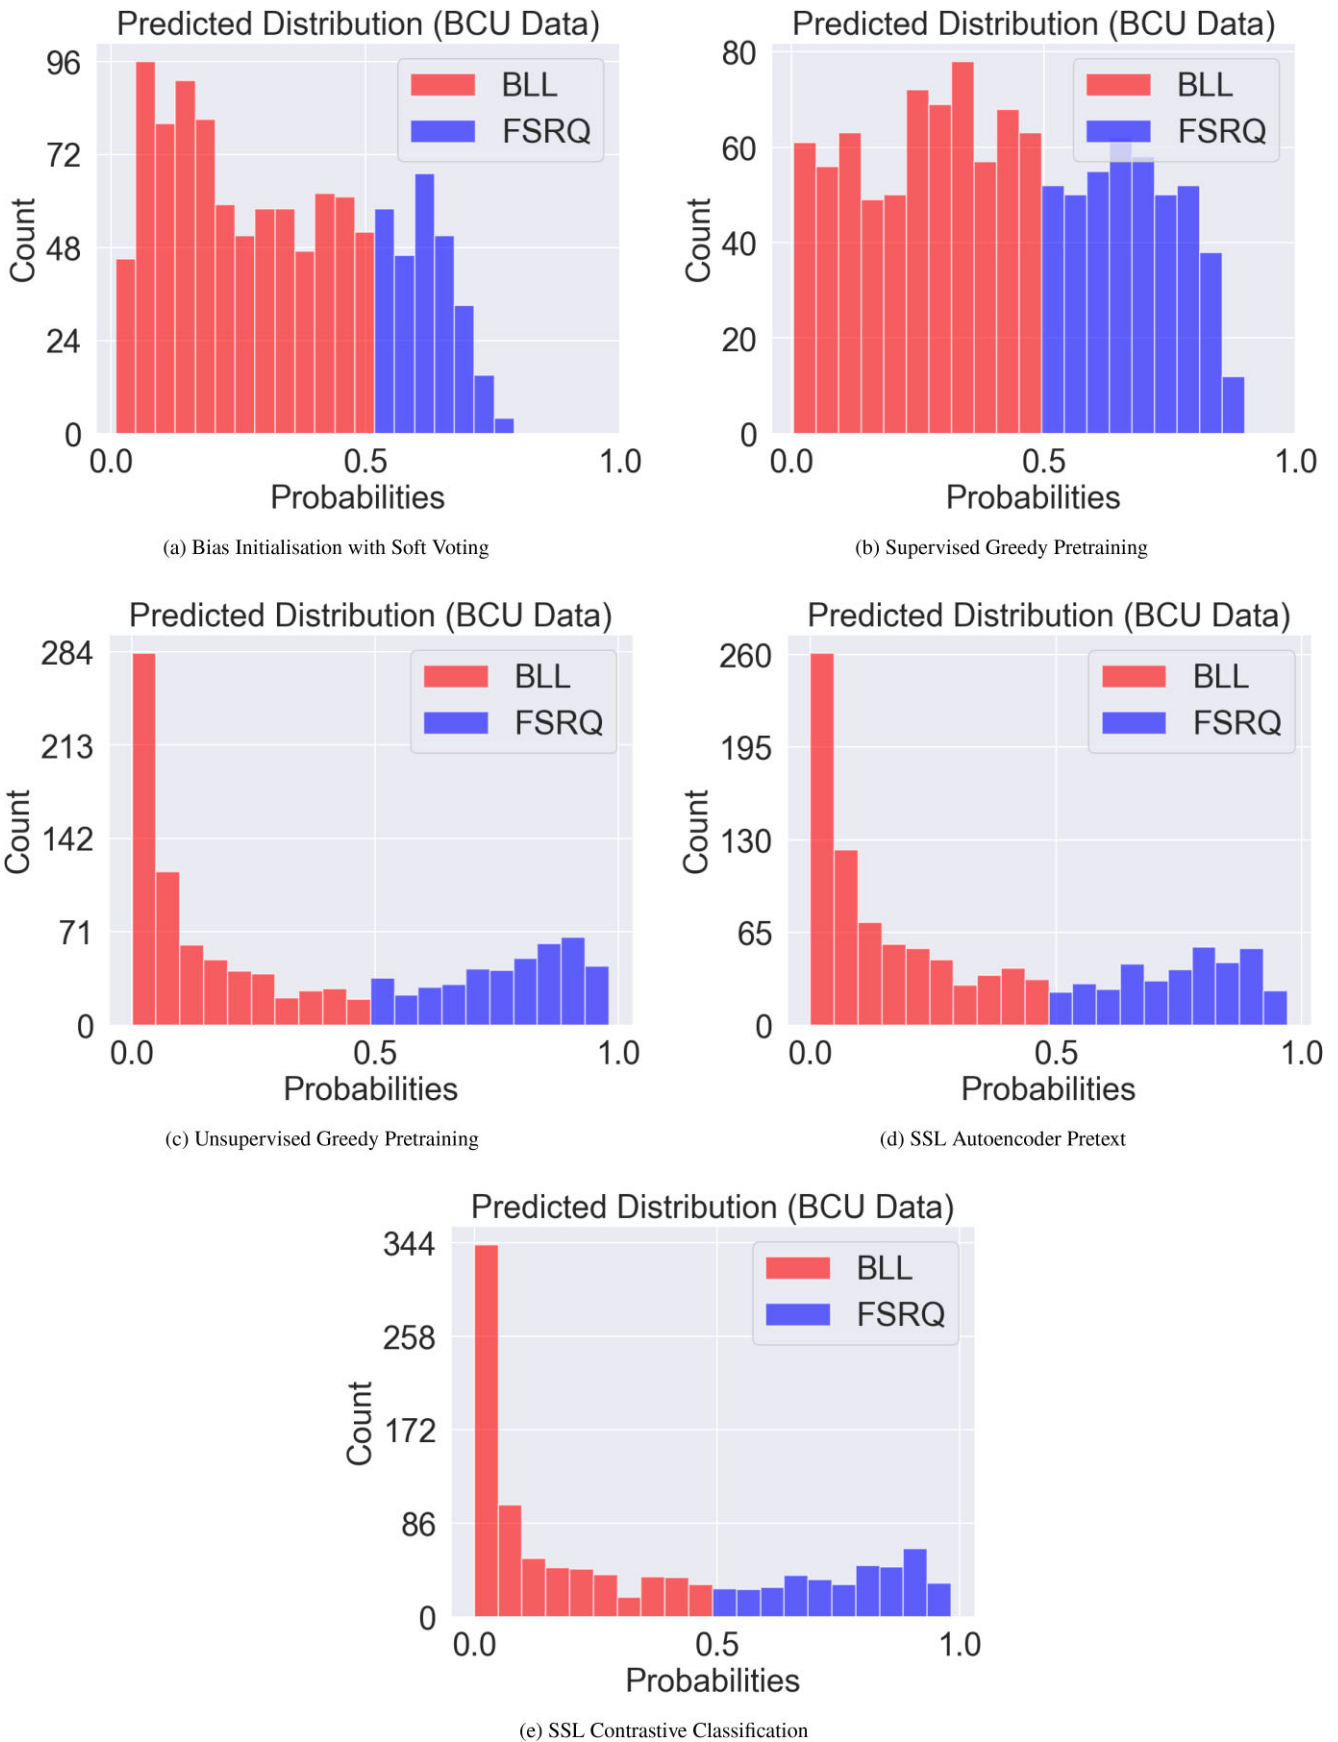 Predicted Distribution (BCU Data)
BLL
FSRQ
96
72
48
24
0
Count
0.0 0.5 1.0
Probabilities
(a) Bias Initialisation with Soft Voting
Predicted Distribution (BCU Data)
BLL
FSRQ
80
60
40
20
0
Count
0.0 0.5 1.0
Probabilities
(b) Supervised Greedy Pretraining
Predicted Distribution (BCU Data)
BLL
FSRQ
284
213
142
71
0
Count
0.0 0.5 1.0
Probabilities
(c) Unsupervised Greedy Pretraining
Predicted Distribution (BCU Data)
BLL
FSRQ
260
195
130
65
0
Count
0.0 0.5 1.0
Probabilities
(d) SSL Autoencoder Pretext
Predicted Distribution (BCU Data)
BLL
FSRQ
344
258
172
86
0
Count
0.0 0.5 1.0
Probabilities
(e) SSL Contrastive Classification